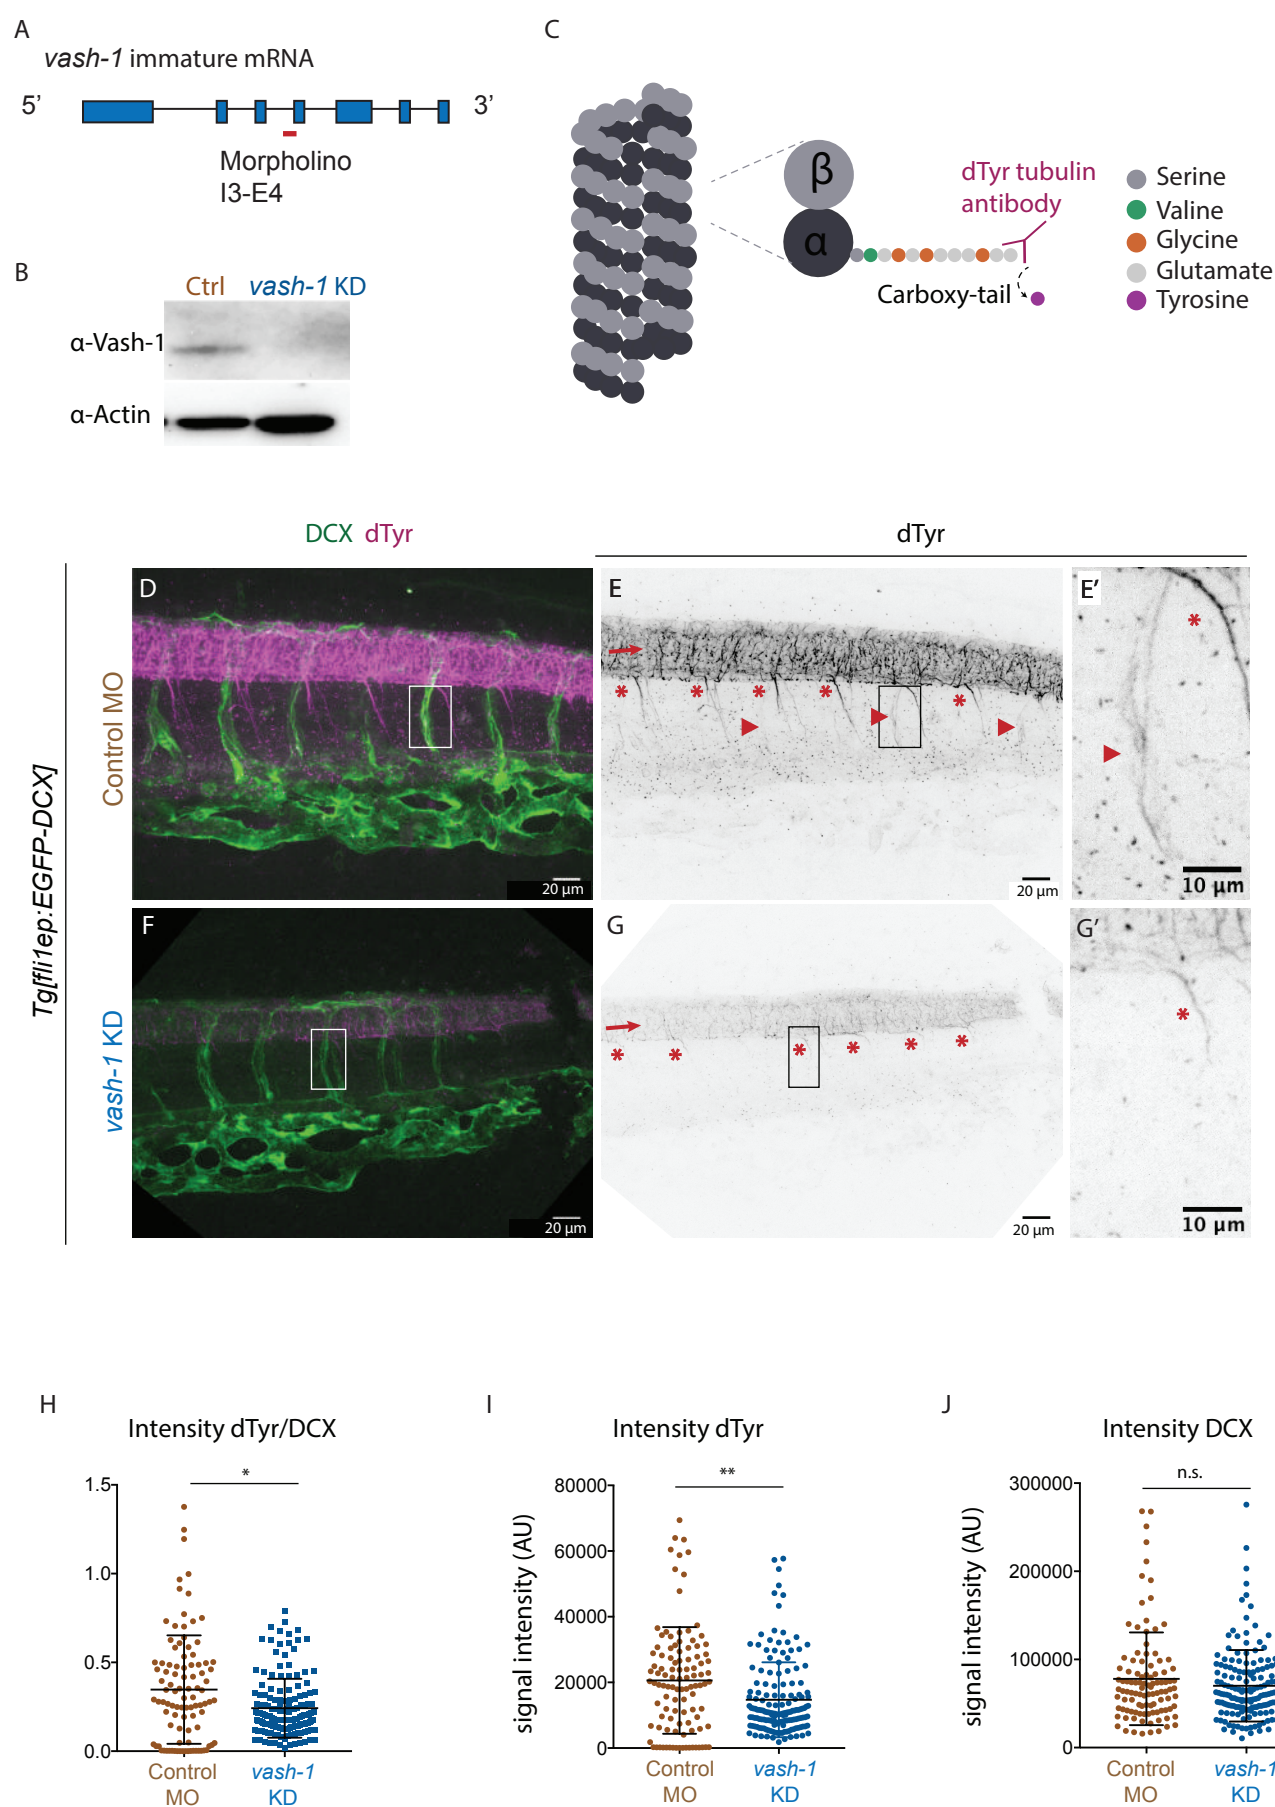 A
vash-1 immature mRNA
5’
3’
Morpholino
I3-E4
B
Ctrl
vash-1 KD
α-Vash-1
α-Actin
C
β
α
dTyr tubulin
antibody
Carboxy-tail
Serine
Valine
Glycine
Glutamate
Tyrosine
DCX dTyr
dTyr
Tg[fli1ep:EGFP-DCX]
Control MO
D
20 µm
E
* * * * *
20 µm
E’
*
10 µm
vash-1 KD
F
20 µm
G
* * * * * *
20 µm
G’
*
10 µm
H
Intensity dTyr/DCX
*
1.5
1.0
0.5
0.0
Control
MO
vash-1
KD
I
Intensity dTyr
**
signal intensity (AU)
80000
60000
40000
20000
0
Control
MO
vash-1
KD
J
Intensity DCX
n.s.
signal intensity (AU)
300000
200000
100000
0
Control
MO
vash-1
KD